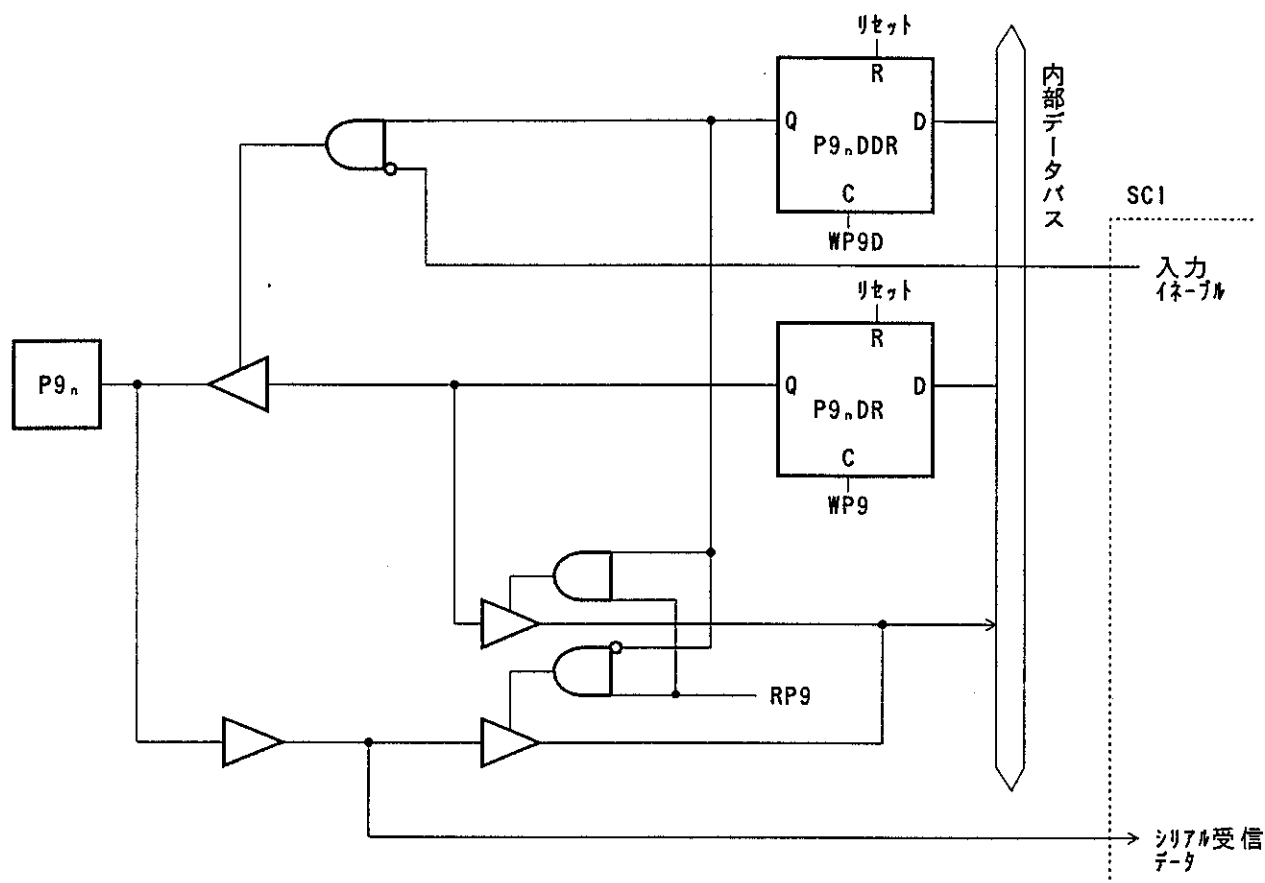 リセット
R
Q
D
P9nDDR
C
WP9D
内部データバス
SCI
入力
イネーブル
リセット
R
P9n
Q
D
P9nDR
C
WP9
RP9
シリアル受信
データ